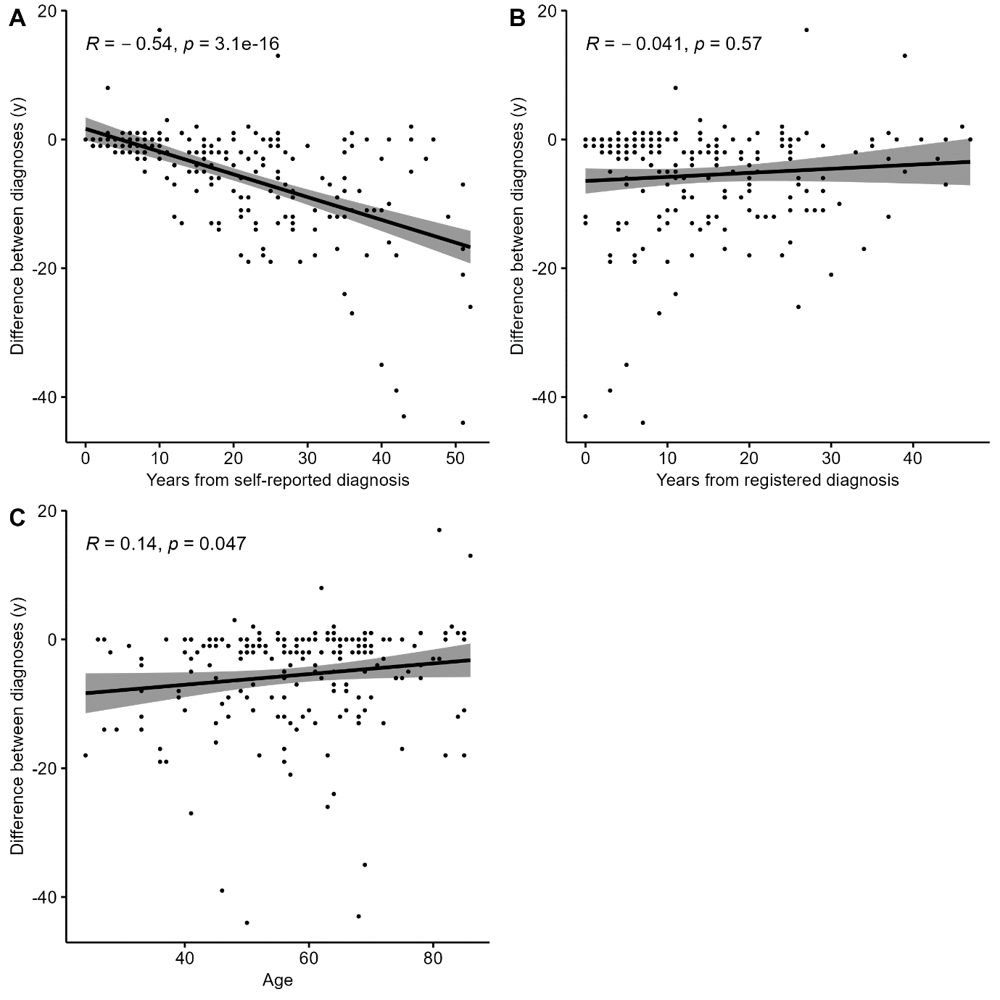 A
R = − 0.54, p = 3.1e-16
20
0
-20
-40
Difference between diagnoses (y)
0 10 20 30 40 50
Years from self-reported diagnosis
B
R = − 0.041, p = 0.57
20
0
-20
-40
Difference between diagnoses (y)
0 10 20 30 40
Years from registered diagnosis
C
R = 0.14, p = 0.047
20
0
-20
-40
Difference between diagnoses (y)
40 60 80
Age